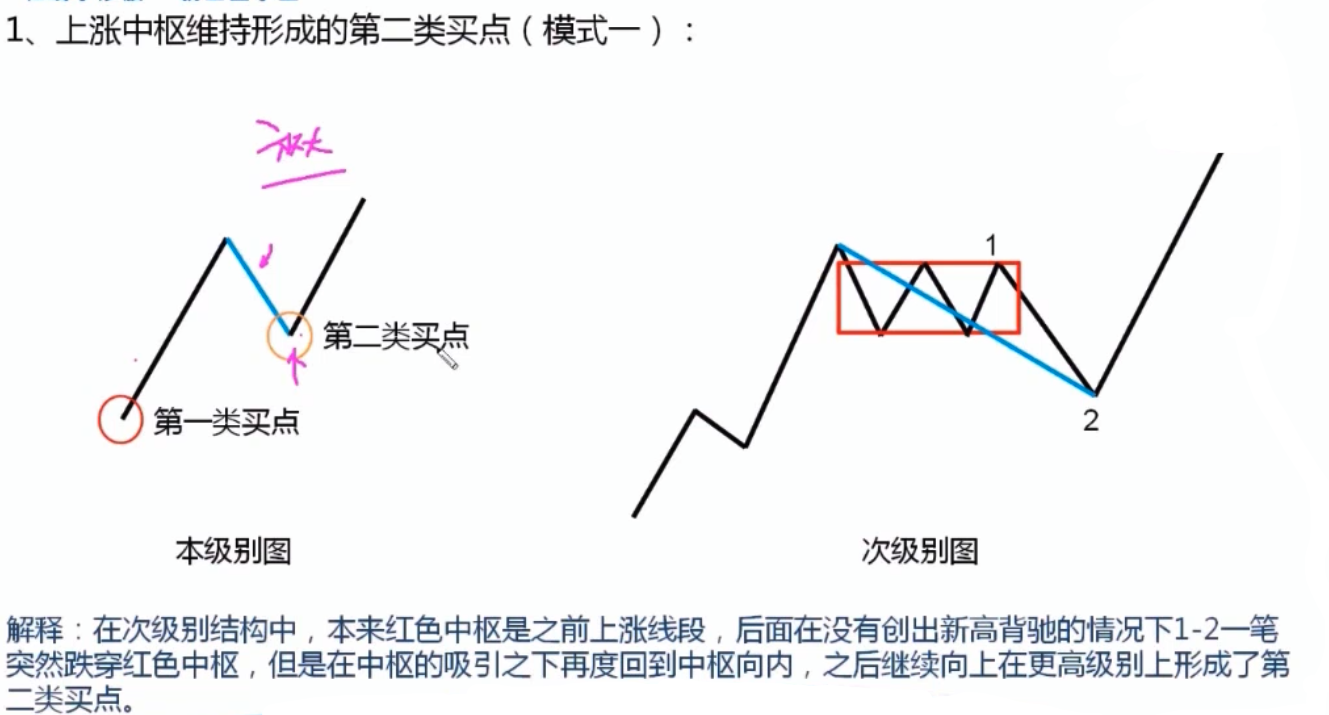 1、上涨中枢维持形成的第二类买点（模式一）：
1
第二类买点
第一类买点
2
本级别图
次级别图
解释：在次级别结构中，本来红色中枢是之前上涨线段，后面在没有创出新高背驰的情况下1-2一笔
突然跌穿红色中枢，但是在中枢的吸引之下再度回到中枢向内，之后继续向上在更高级别上形成了第
二类买点。